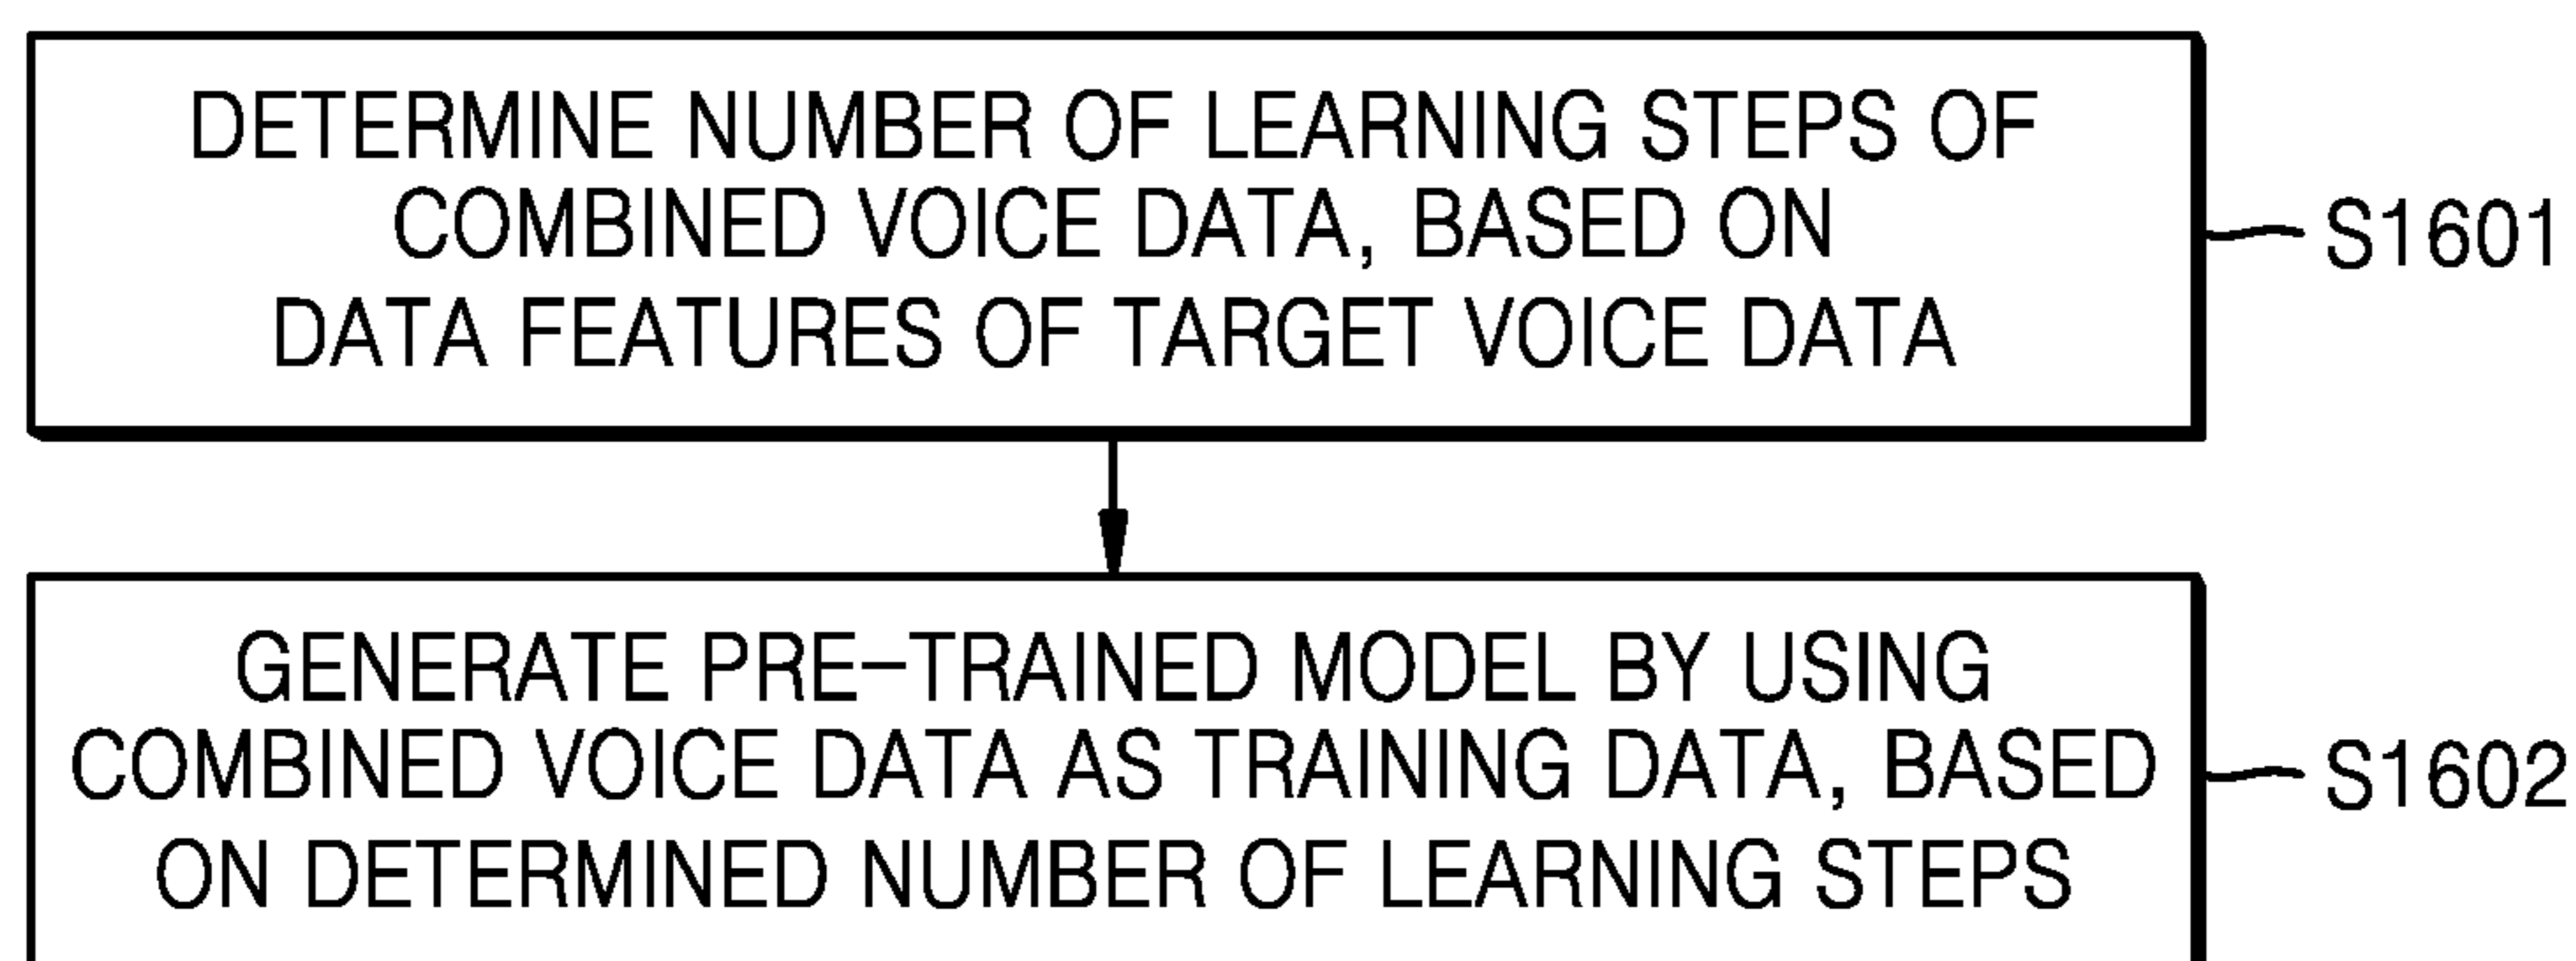 DETERMINE NUMBER OF LEARNING STEPS OF
COMBINED VOICE DATA, BASED ON
DATA FEATURES OF TARGET VOICE DATA
S1601
GENERATE PRE-TRAINED MODEL BY USING
COMBINED VOICE DATA AS TRAINING DATA, BASED
ON DETERMINED NUMBER OF LEARNING STEPS
S1602